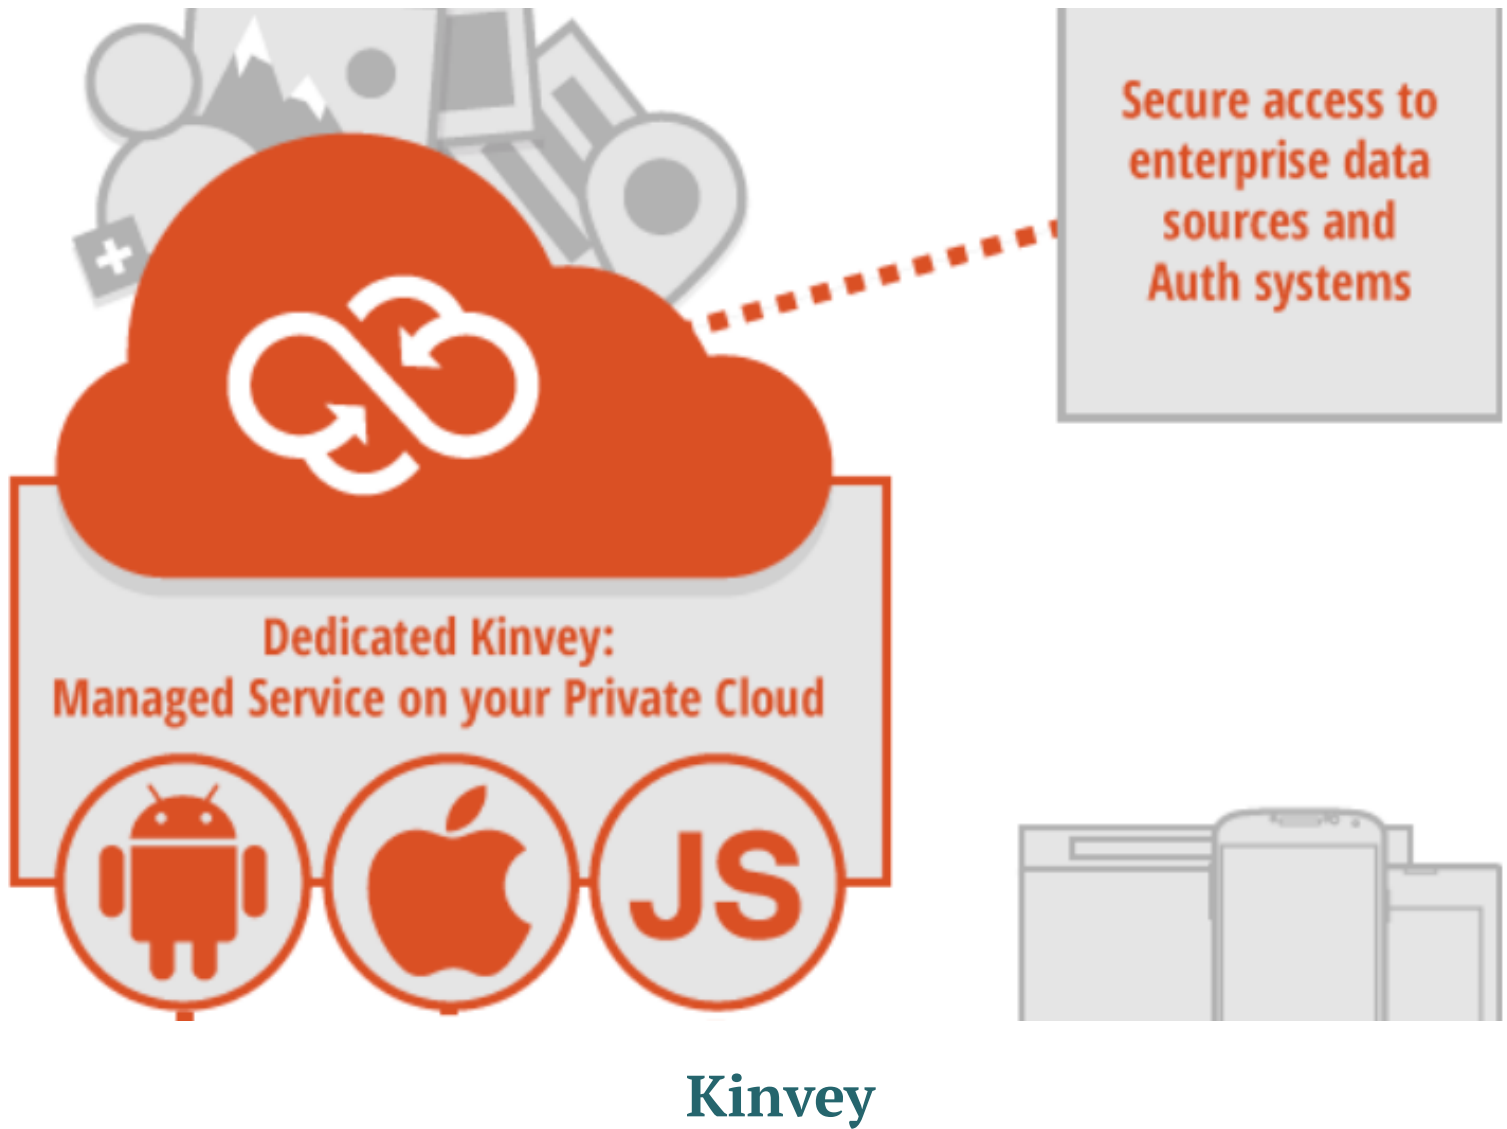 Secure access to
enterprise data
sources and
Auth systems
Dedicated Kinvey:
Managed Service on your Private Cloud
JS
Kinvey